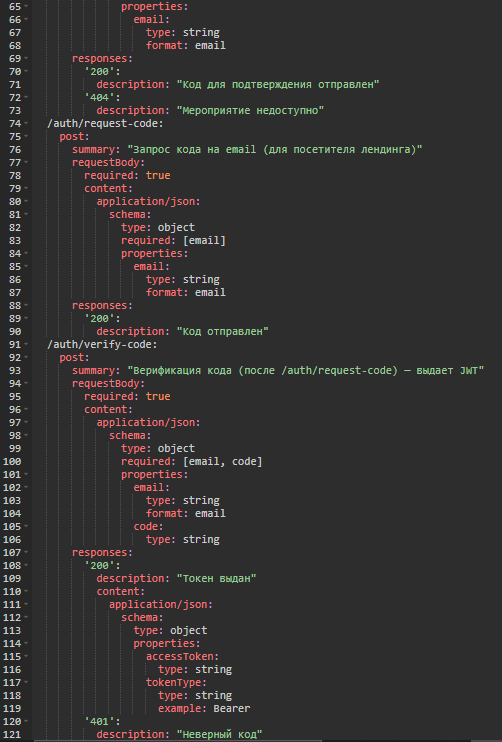 65 properties:
66 email:
67 type: string
68 format: email
69 responses:
70 '200':
71 description: "Код для подтверждения отправлен"
72 '404':
73 description: "Мероприятие недоступно"
74 /auth/request-code:
75 post:
76 summary: "Запрос кода на email (для посетителя лендинга)"
77 requestBody:
78 required: true
79 content:
80 application/json:
81 schema:
82 type: object
83 required: [email]
84 properties:
85 email:
86 type: string
87 format: email
88 responses:
89 '200':
90 description: "Код отправлен"
91 /auth/verify-code:
92 post:
93 summary: "Верификация кода (после /auth/request-code) — выдает JWT"
94 requestBody:
95 required: true
96 content:
97 application/json:
98 schema:
99 type: object
100 required: [email, code]
101 properties:
102 email:
103 type: string
104 format: email
105 code:
106 type: string
107 responses:
108 '200':
109 description: "Токен выдан"
110 content:
111 application/json:
112 schema:
113 type: object
114 properties:
115 accessToken:
116 type: string
117 tokenType:
118 type: string
119 example: Bearer
120 '401':
121 description: "Неверный код"